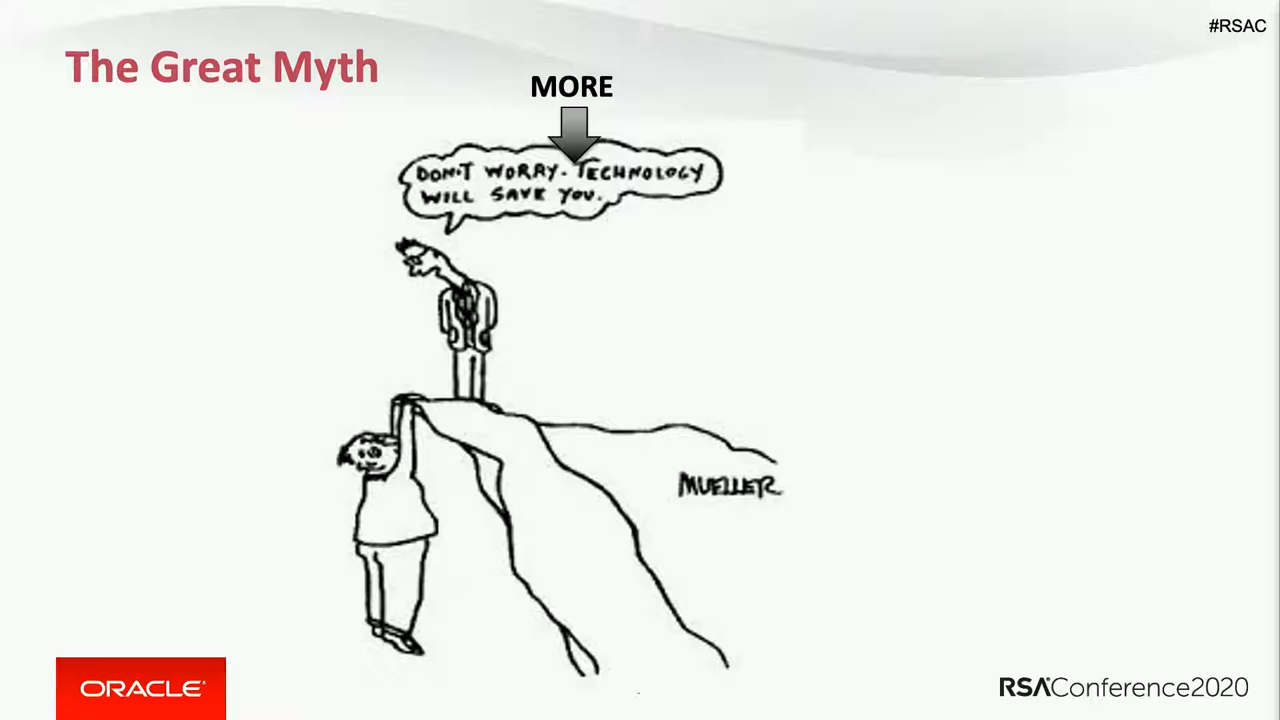 #RSAC
The Great Myth
MORE
DON'T WORRY. TECHNOLOGY
WILL SAVE YOU.
MUELLER
ORACLE
RSAConference2020